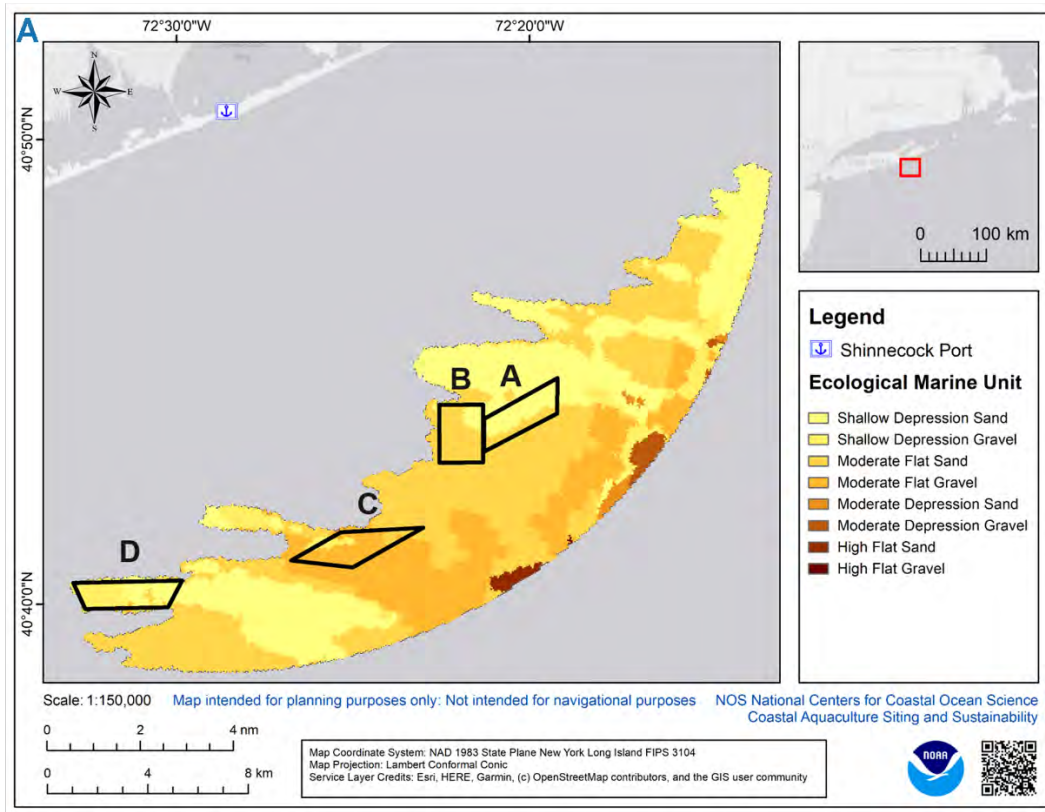 A
72°30'0"W 72°20'0"W
N
W E
S
40°50'0"N
0 100 km
B A
C
D
40°40'0"N
Legend
Shinnecock Port
Ecological Marine Unit
Shallow Depression Sand
Shallow Depression Gravel
Moderate Flat Sand
Moderate Flat Gravel
Moderate Depression Sand
Moderate Depression Gravel
High Flat Sand
High Flat Gravel
Scale: 1:150,000 Map intended for planning purposes only: Not intended for navigational purposes NOS National Centers for Coastal Ocean Science
Coastal Aquaculture Siting and Sustainability
0 1 2 4 nm
0 2 4 8 km
Map Coordinate System: NAD 1983 State Plane New York Long Island FIPS 3104
Map Projection: Lambert Conformal Conic
Service Layer Credits: Esri, HERE, Garmin, (c) OpenStreetMap contributors, and the GIS user community
NOAA